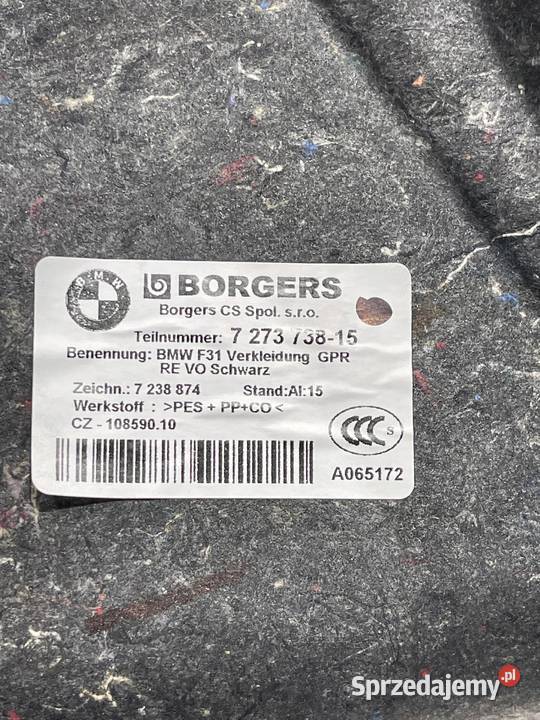 BMW
BORGERS
Borgers CS Spol. s.r.o.
Teilnummer: 7 273 738-15
Benennung: BMW F31 Verkleidung GPR
RE VO Schwarz
Zeichn.: 7 238 874 Stand:AI:15
Werkstoff : >PES + PP+CO<
CZ - 108590.10
CCC S
A065172
Sprzedajemy.pl